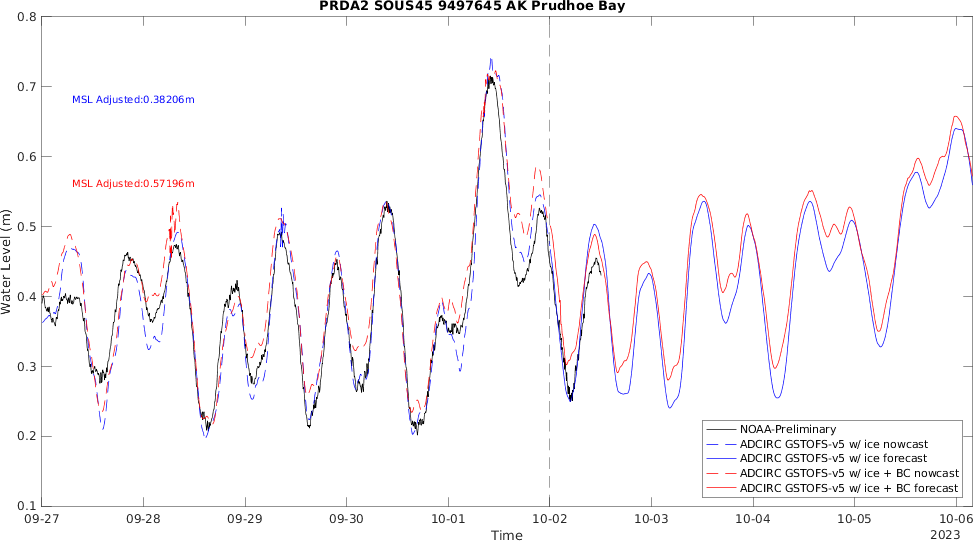 PRDA2 SOUS45 9497645 AK Prudhoe Bay
0.8
0.7
0.6
0.5
0.4
0.3
0.2
0.1
Water Level (m)
MSL Adjusted:0.38206m
MSL Adjusted:0.57196m
NOAA-Preliminary
ADCIRC GSTOFS-v5 w/ ice nowcast
ADCIRC GSTOFS-v5 w/ ice forecast
ADCIRC GSTOFS-v5 w/ ice + BC nowcast
ADCIRC GSTOFS-v5 w/ ice + BC forecast
09-27 09-28 09-29 09-30 10-01 10-02 10-03 10-04 10-05 10-06
Time
2023